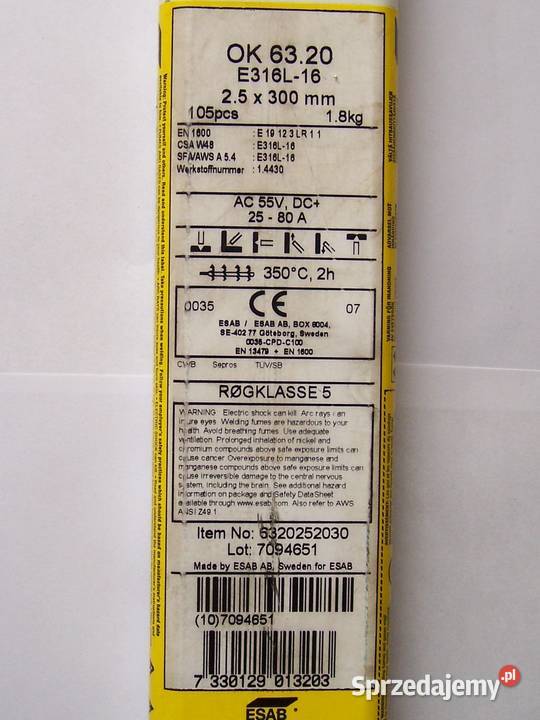 OK 63.20
E316L-16
2.5 x 300 mm
105pcs 1.8kg
EN 1600 : E 19 12 3 L R 1 1
CSA W48 : E316L-16
SFA/AWS A 5.4 : E316L-16
Werkstoffnummer : 1.4430
AC 55V, DC+
25 - 80 A
350°C, 2h
0035 CE 07
ESAB / ESAB AB, BOX 8004,
SE-402 77 Göteborg, Sweden
0036-CPD-C100
EN 13479 + EN 1600
CWB Sepros TÜV/SB
RØGKLASSE 5
WARNING Electric shock can kill. Arc rays can
injure eyes. Welding fumes are hazardous to your
health. Avoid breathing fumes. Use adequate
ventilation. Prolonged inhalation of nickel and
chromium compounds above safe exposure limits can
cause cancer. Overexposure to manganese and
manganese compounds above safe exposure limits can
cause irreversible damage to the central nervous
system, including the brain. See additional hazard
information on package and Safety Data Sheet
available through www.esab.com. Also refer to AWS
ANSI Z49.1
Item No: 6320252030
Lot: 7094651
Made by ESAB AB, Sweden for ESAB
(10)7094651
7 330129 013203
ESAB
Sprzedajemy.pl